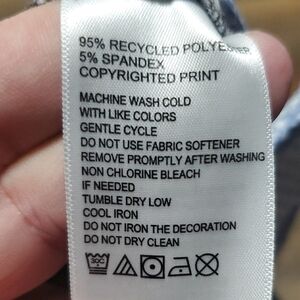 95% RECYCLED POLYESTER
5% SPANDEX
COPYRIGHTED PRINT
MACHINE WASH COLD
WITH LIKE COLORS
GENTLE CYCLE
DO NOT USE FABRIC SOFTENER
REMOVE PROMPTLY AFTER WASHING
NON CHLORINE BLEACH
IF NEEDED
TUMBLE DRY LOW
COOL IRON
DO NOT IRON THE DECORATION
DO NOT DRY CLEAN
30C